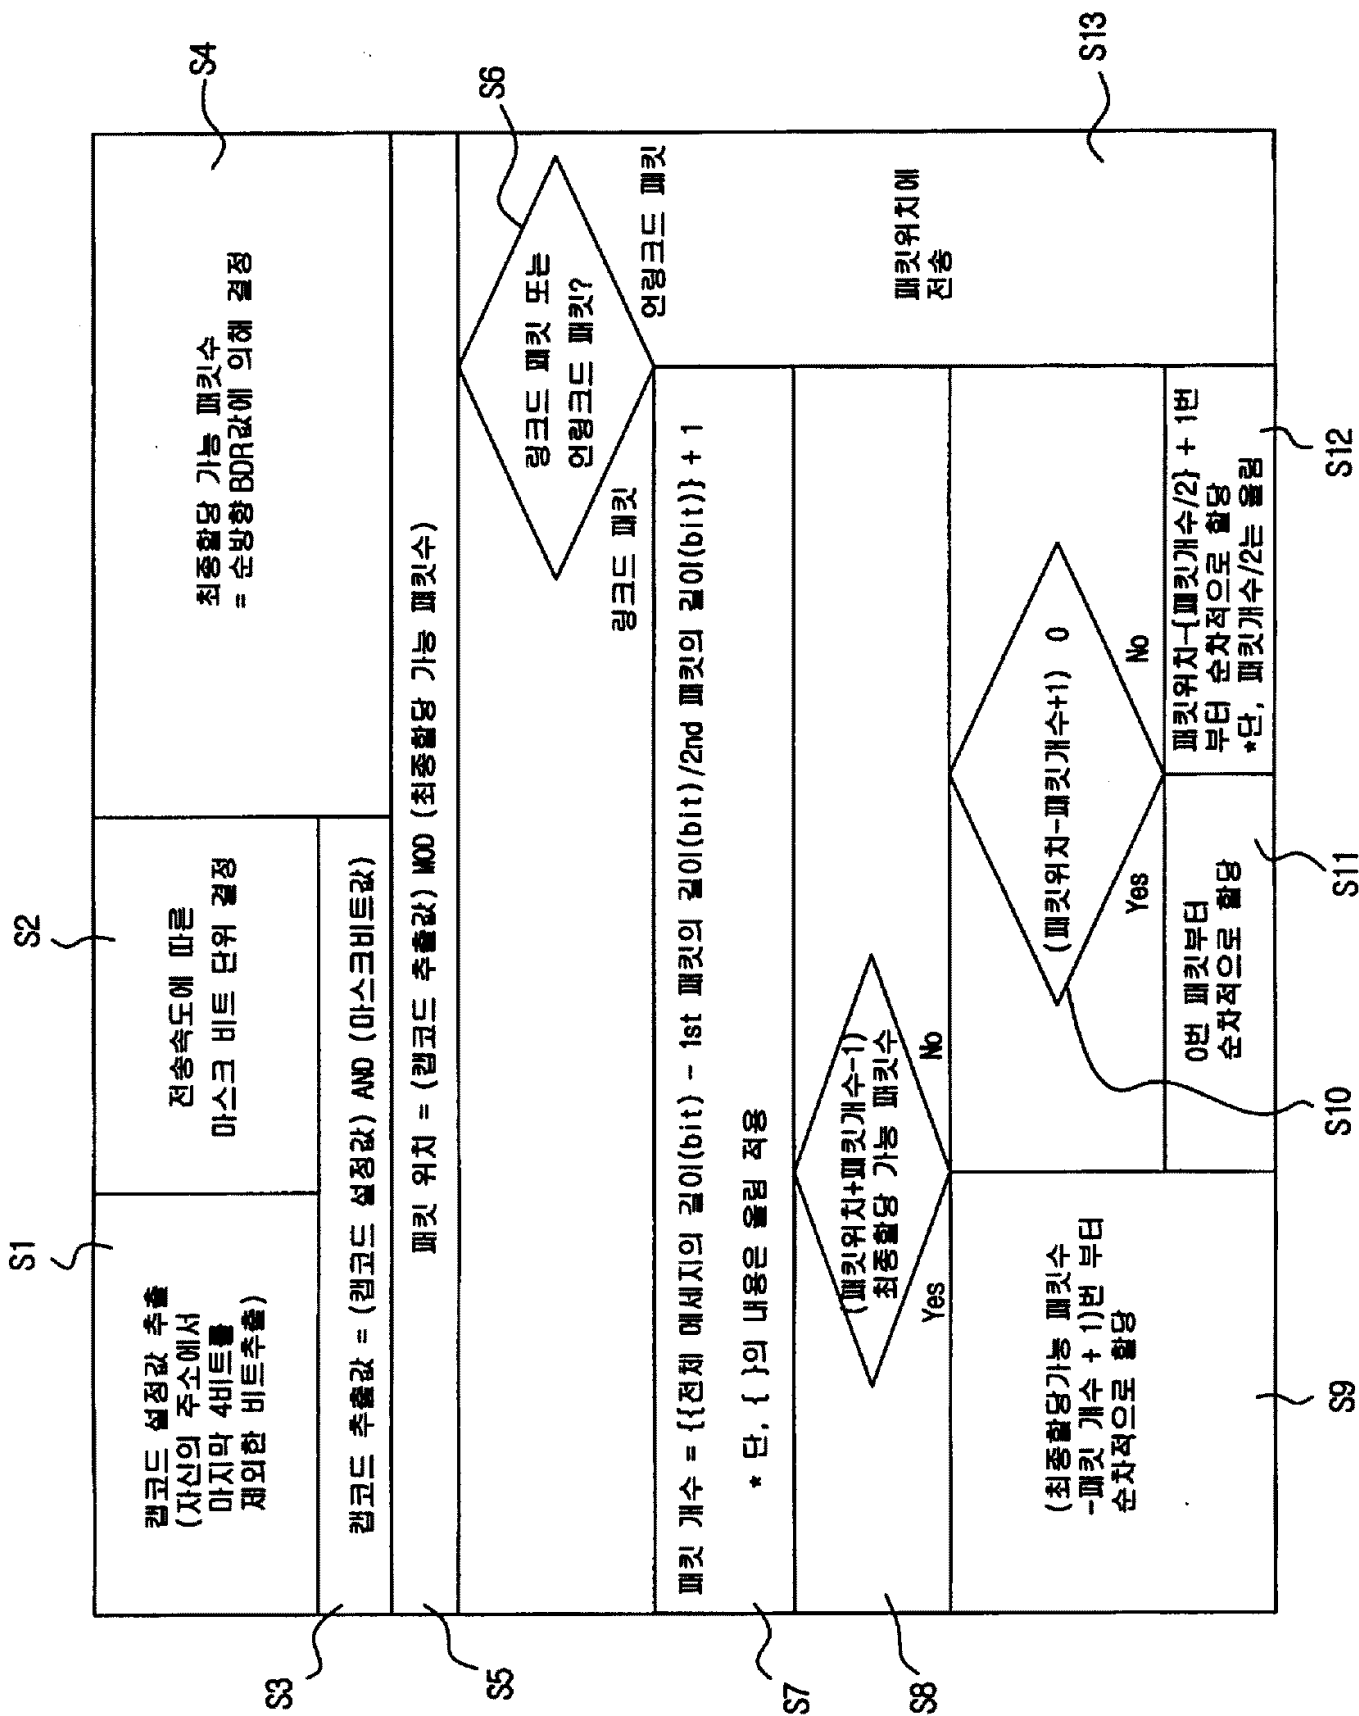 S1
캡코드 설정값 추출
(자신의 주소에서
마지막 4비트를
제외한 비트추출)
S2
전송속도에 따른
마스크 비트 단위 결정
S4
최종할당 가능 패킷수
= 순방향BDR값에 의해 결정
S3
캡코드 추출값 = (캡코드 설정값) AND (마스크비트값)
S5
패킷 위치 = (캡코드 추출값) MOD (최종할당 가능 패킷수)
S6
링크드 패킷 또는
언링크드 패킷?
링크드 패킷
언링크드 패킷
S7
패킷 개수 = {{전체 메세지의 길이(bit) - 1st 패킷의 길이(bit)/2nd 패킷의 길이(bit)} + 1
* 단, { }의 내용은 올림 적용
S8
(패킷위치+패킷개수-1)
최종할당 가능 패킷수
Yes
No
S9
(최종할당가능 패킷수
-패킷 개수 + 1)번 부터
순차적으로 할당
S10
(패킷위치-패킷개수+1) 0
Yes
No
S11
0번 패킷부터
순차적으로 할당
S12
패킷위치-{패킷개수/2} + 1번
부터 순차적으로 할당
*단, 패킷개수/2는 올림
S13
패킷위치에
전송